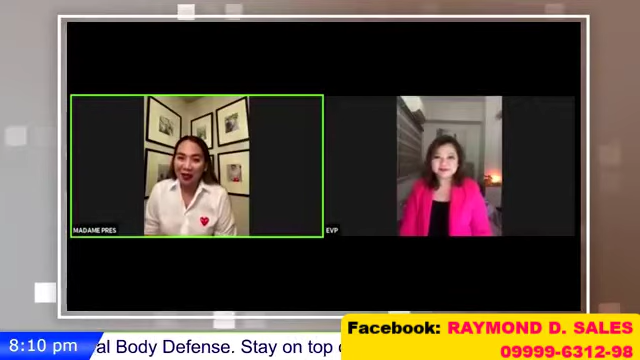 MADAME PRES
EVP
Facebook: RAYMOND D. SALES
09999-6312-98
8:10 pm
al Body Defense. Stay on top